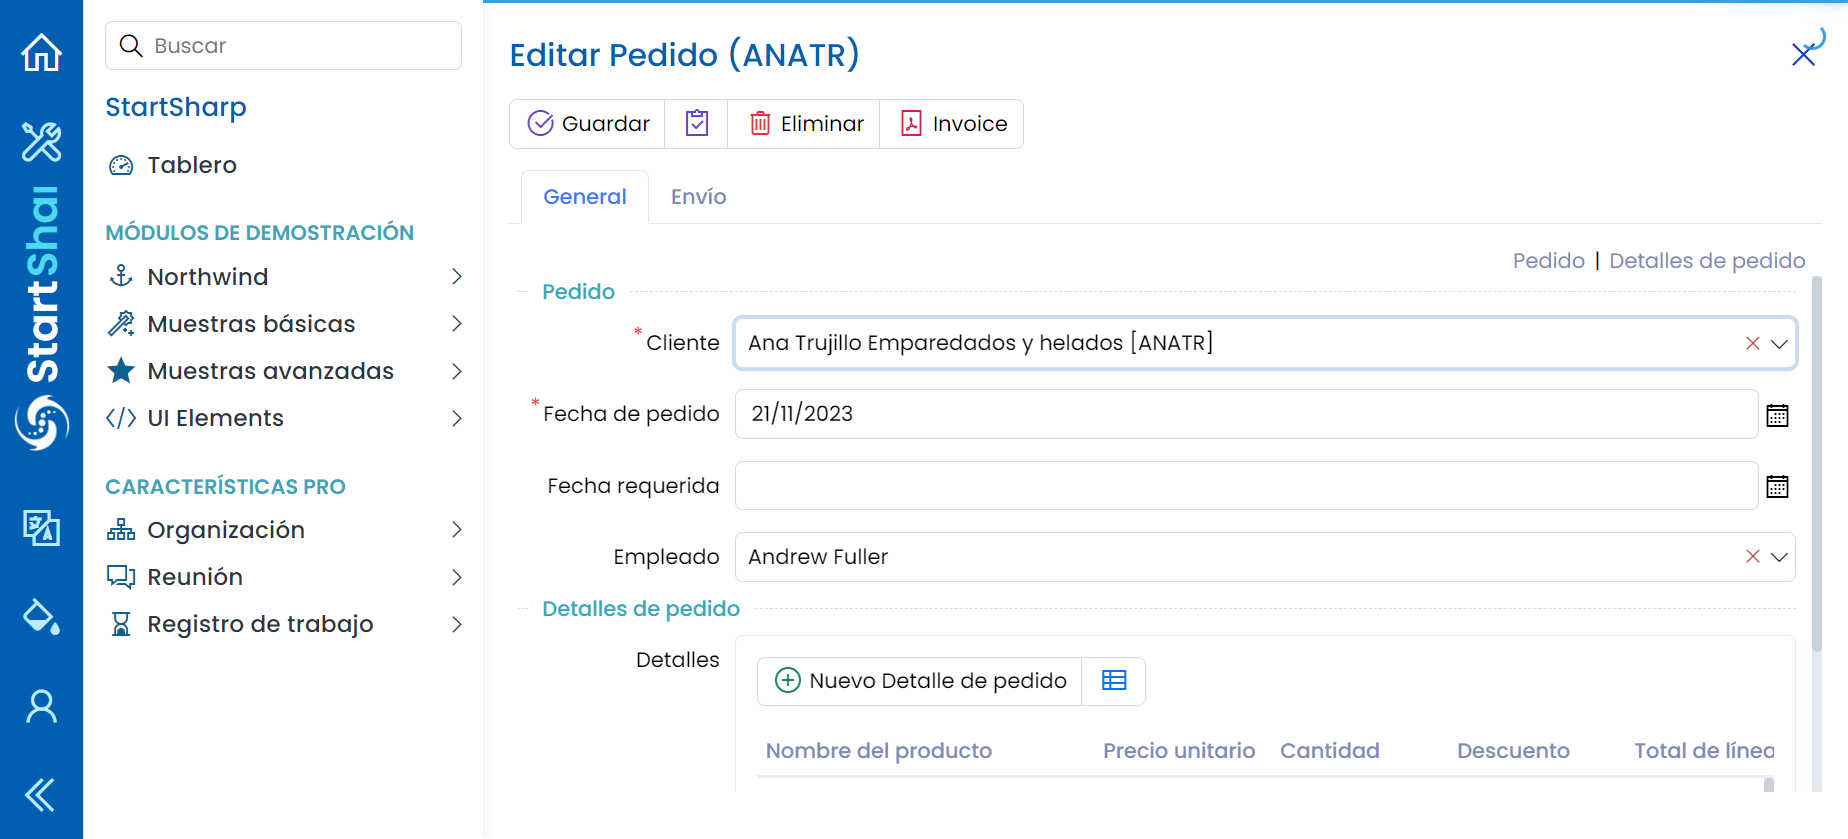 StartShai
Buscar
StartSharp
Tablero
MÓDULOS DE DEMOSTRACIÓN
Northwind
Muestras básicas
Muestras avanzadas
UI Elements
CARACTERÍSTICAS PRO
Organización
Reunión
Registro de trabajo
Editar Pedido (ANATR)
Guardar
Eliminar
Invoice
General
Envío
Pedido | Detalles de pedido
Pedido
* Cliente Ana Trujillo Emparedados y helados [ANATR]
* Fecha de pedido 21/11/2023
Fecha requerida
Empleado Andrew Fuller
Detalles de pedido
Detalles
Nuevo Detalle de pedido
Nombre del producto Precio unitario Cantidad Descuento Total de línea